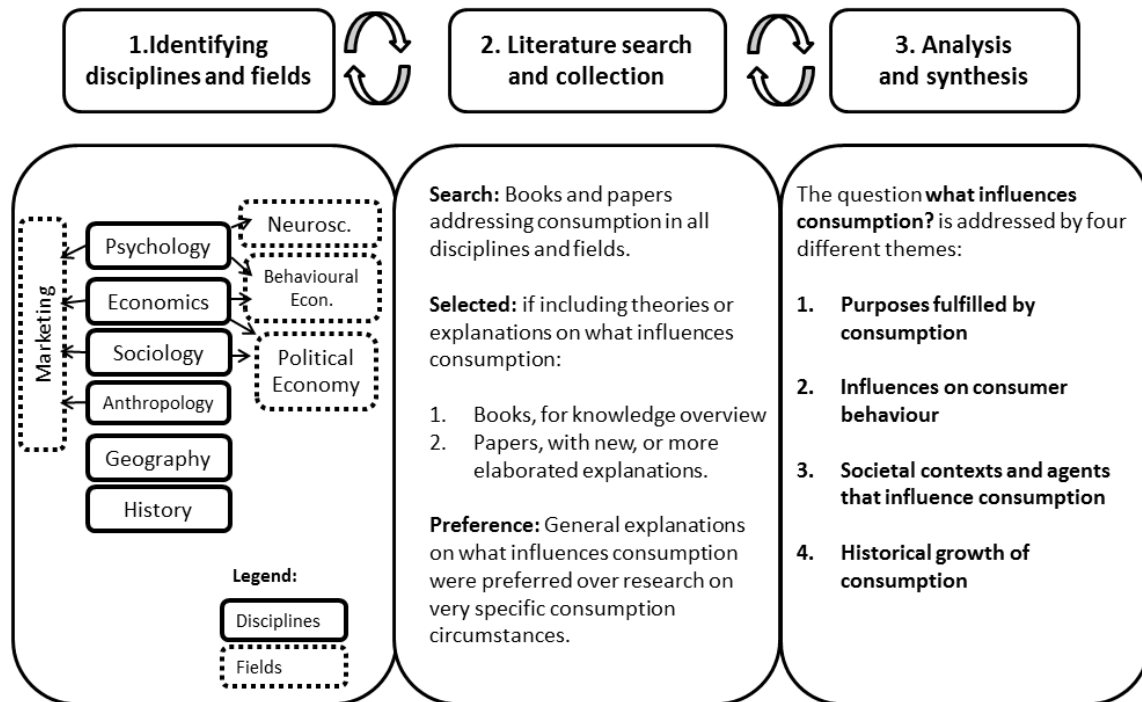 1.Identifying
disciplines and fields
2. Literature search
and collection
3. Analysis
and synthesis
Marketing
Psychology
Economics
Sociology
Anthropology
Geography
History
Neurosc.
Behavioural
Econ.
Political
Economy
Legend:
Disciplines
Fields
Search: Books and papers
addressing consumption in all
disciplines and fields.
Selected: if including theories or
explanations on what influences
consumption:
1. Books, for knowledge overview
2. Papers, with new, or more
elaborated explanations.
Preference: General explanations
on what influences consumption
were preferred over research on
very specific consumption
circumstances.
The question what influences
consumption? is addressed by four
different themes:
1. Purposes fulfilled by
consumption
2. Influences on consumer
behaviour
3. Societal contexts and agents
that influence consumption
4. Historical growth of
consumption